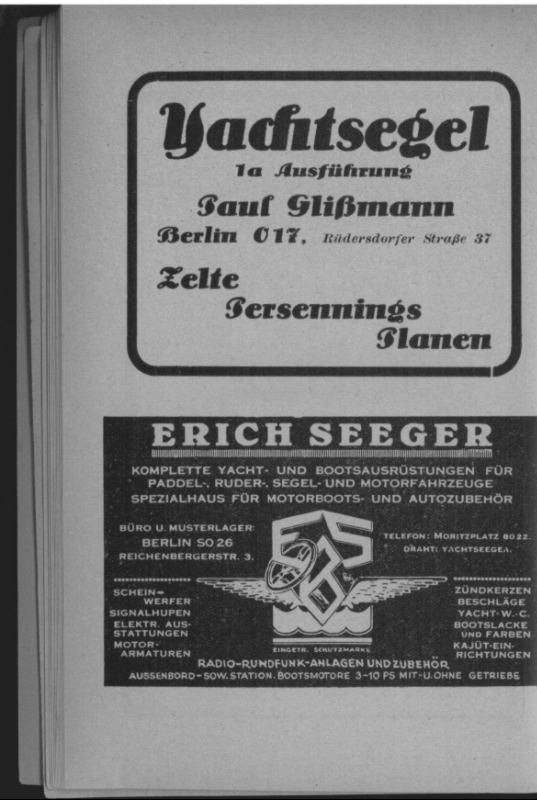 Yachtsegel
1a Ausführung
Paul Glißmann
Berlin O17, Rüdersdorfer Straße 37
Zelte
Persennings
Planen
ERICH SEEGER
KOMPLETTE YACHT- UND BOOTSAUSRÜSTUNGEN FÜR
PADDEL-, RUDER-, SEGEL- UND MOTORFAHRZEUGE
SPEZIALHAUS FÜR MOTORBOOTS- UND AUTOZUBEHÖR
BÜRO U. MUSTERLAGER:
BERLIN SO 26
REICHENBERGERSTR. 3.
TELEFON: MORITZPLATZ 8022.
DRAHT: YACHTSEEGEA.
SCHEIN-
WERFER
SIGNALHUPEN
ELEKTR. AUS-
STATTUNGEN
MOTOR-
ARMATUREN
ES
B
EINGETR. SCHUTZMARKE
ZÜNDKERZEN
BESCHLÄGE
YACHT-W.-C.
BOOTSLACKE
UND FARBEN
KAJÜT-EIN-
RICHTUNGEN
RADIO-RUNDFUNK-ANLAGEN UND ZUBEHÖR
AUSSENBORD-SOW. STATION. BOOTSMOTORE 3-10 PS MIT- U. OHNE GETRIEBE